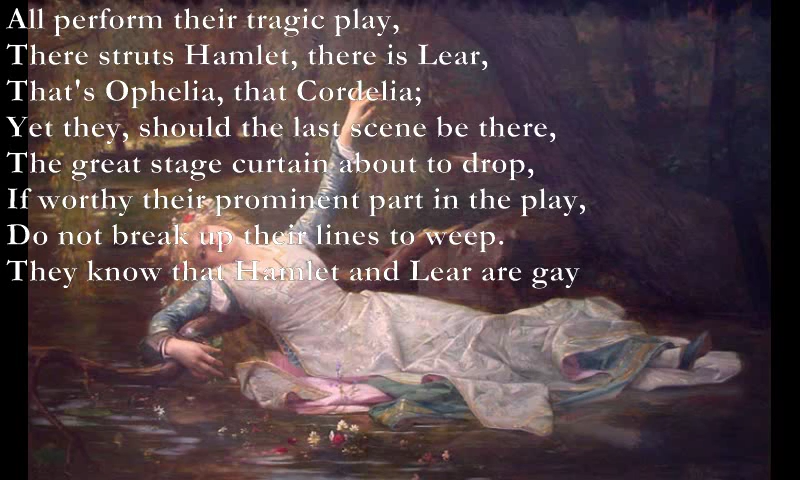 All perform their tragic play,
There struts Hamlet, there is Lear,
That's Ophelia, that Cordelia;
Yet they, should the last scene be there,
The great stage curtain about to drop,
If worthy their prominent part in the play,
Do not break up their lines to weep.
They know that Hamlet and Lear are gay